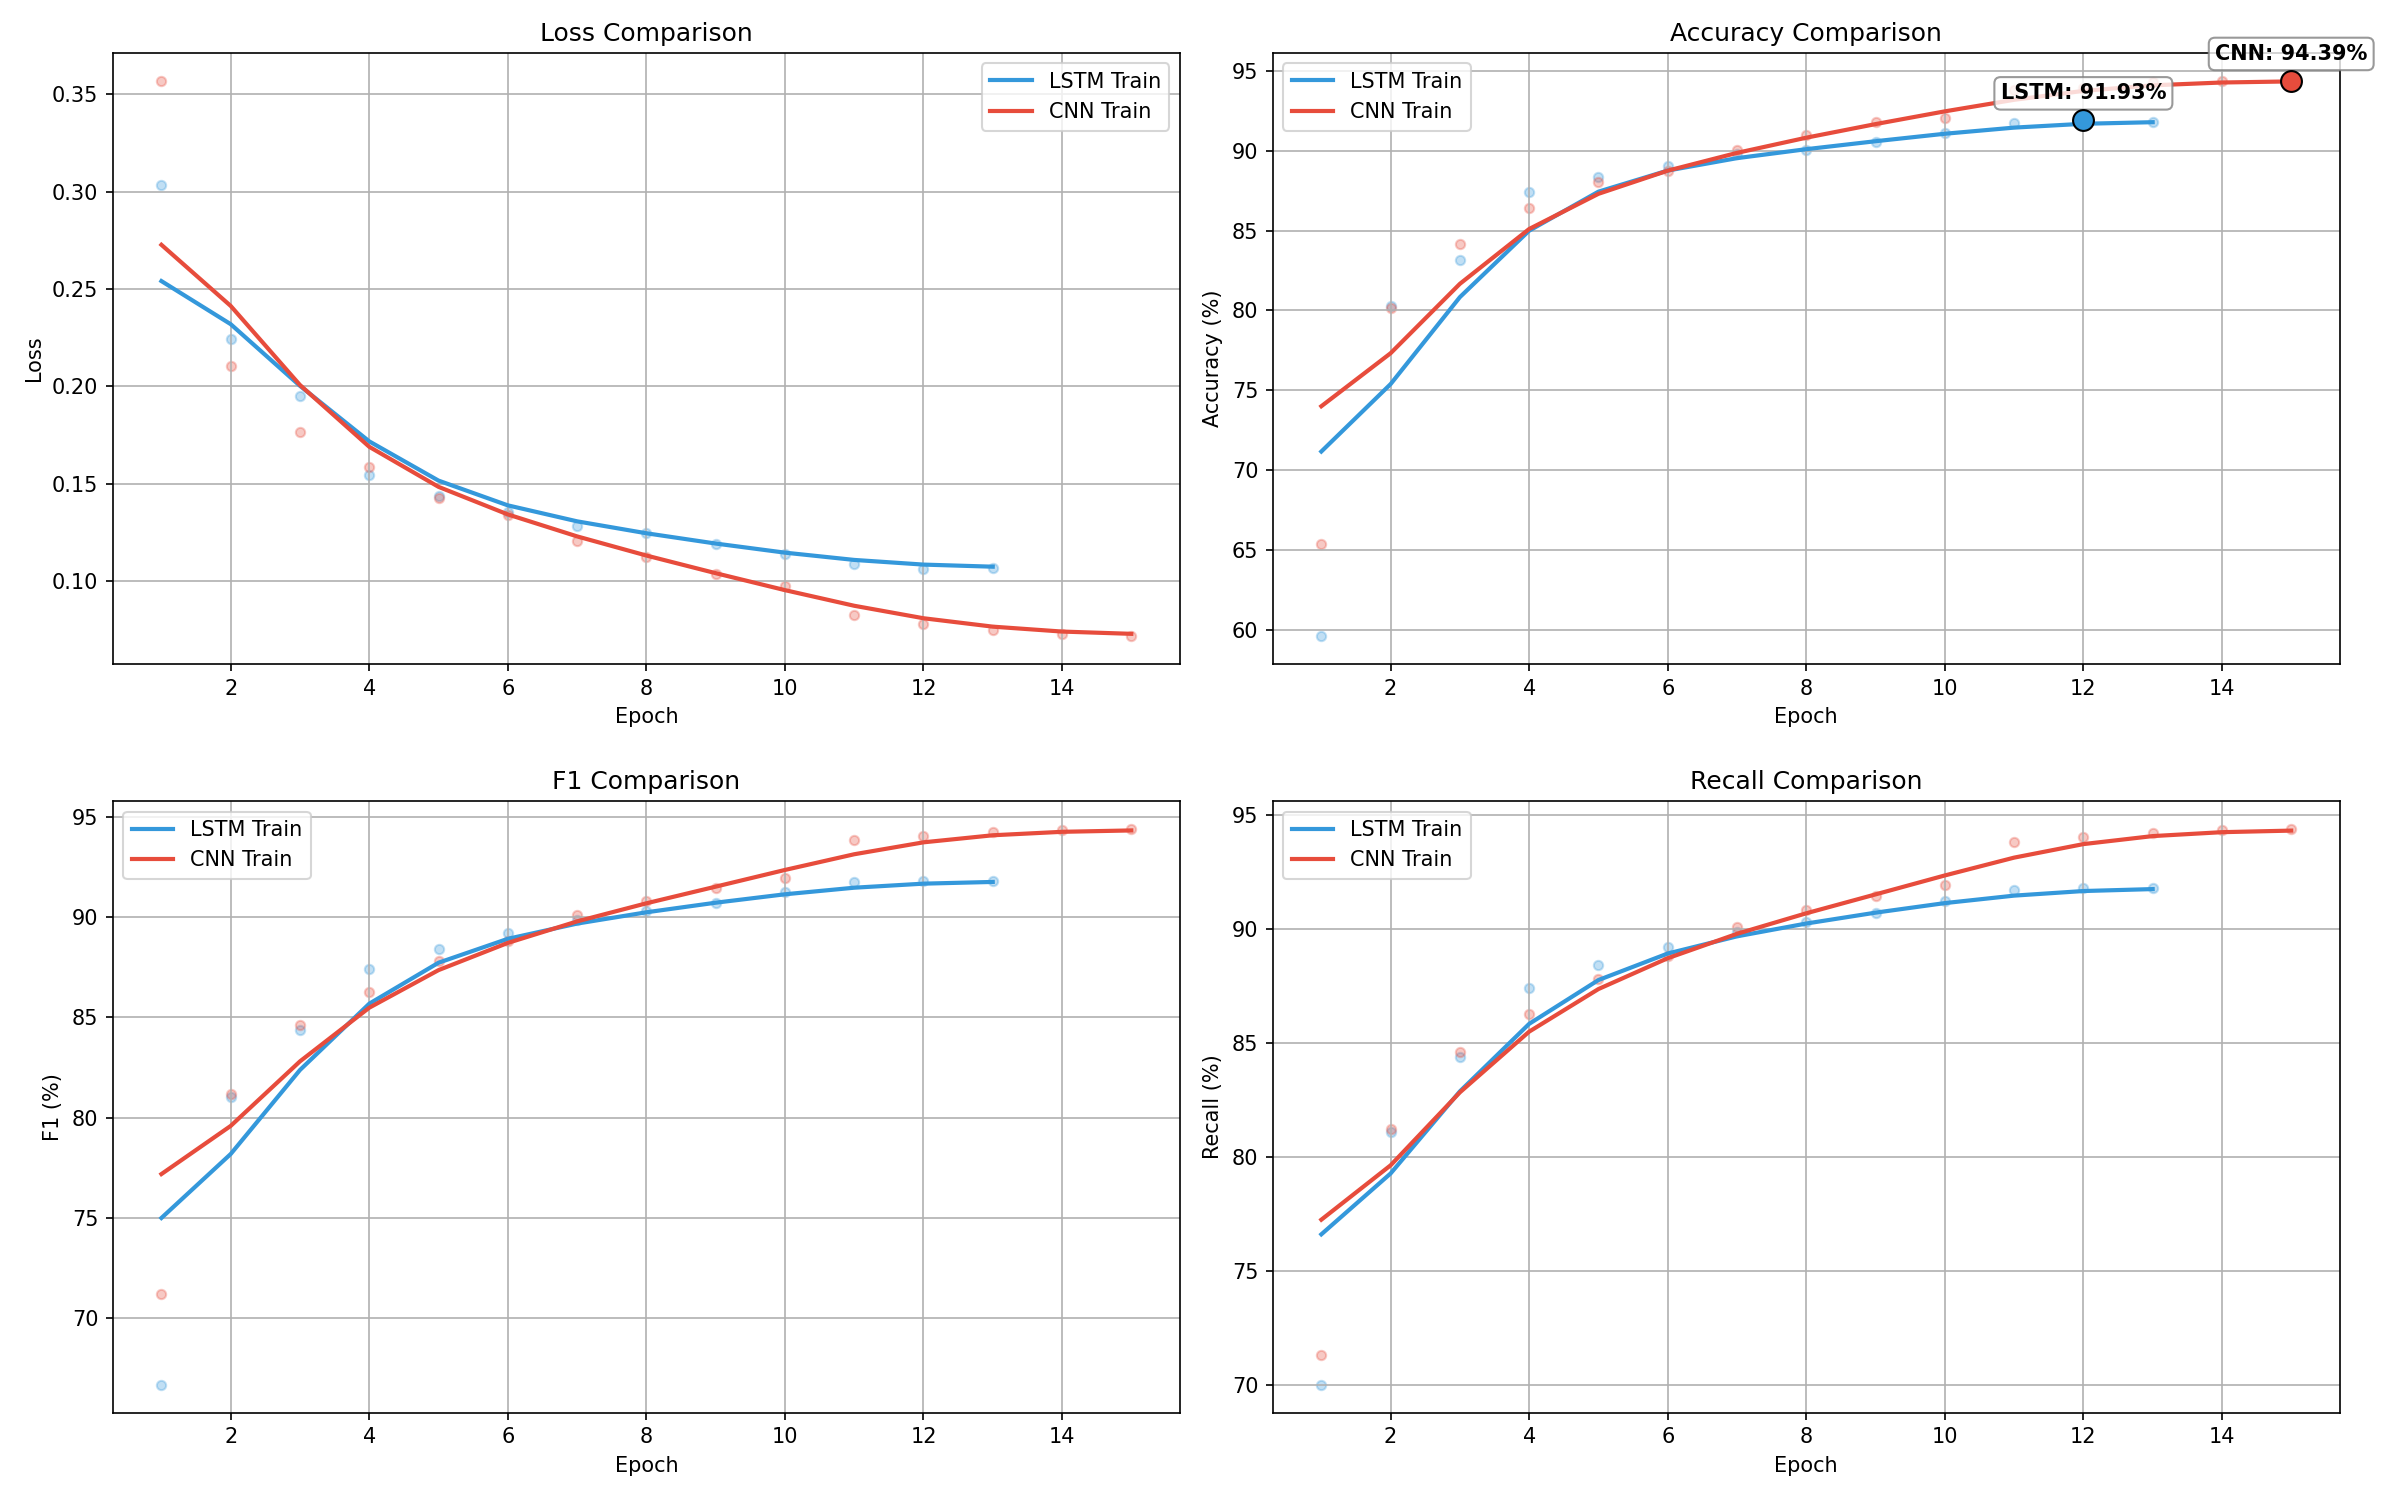 Loss Comparison
LSTM Train
CNN Train
0.35
0.30
0.25
0.20
0.15
0.10
Loss
2 4 6 8 10 12 14
Epoch
Accuracy Comparison
LSTM Train
CNN Train
CNN: 94.39%
LSTM: 91.93%
95
90
85
80
75
70
65
60
Accuracy (%)
2 4 6 8 10 12 14
Epoch
F1 Comparison
LSTM Train
CNN Train
95
90
85
80
75
70
F1 (%)
2 4 6 8 10 12 14
Epoch
Recall Comparison
LSTM Train
CNN Train
95
90
85
80
75
70
Recall (%)
2 4 6 8 10 12 14
Epoch